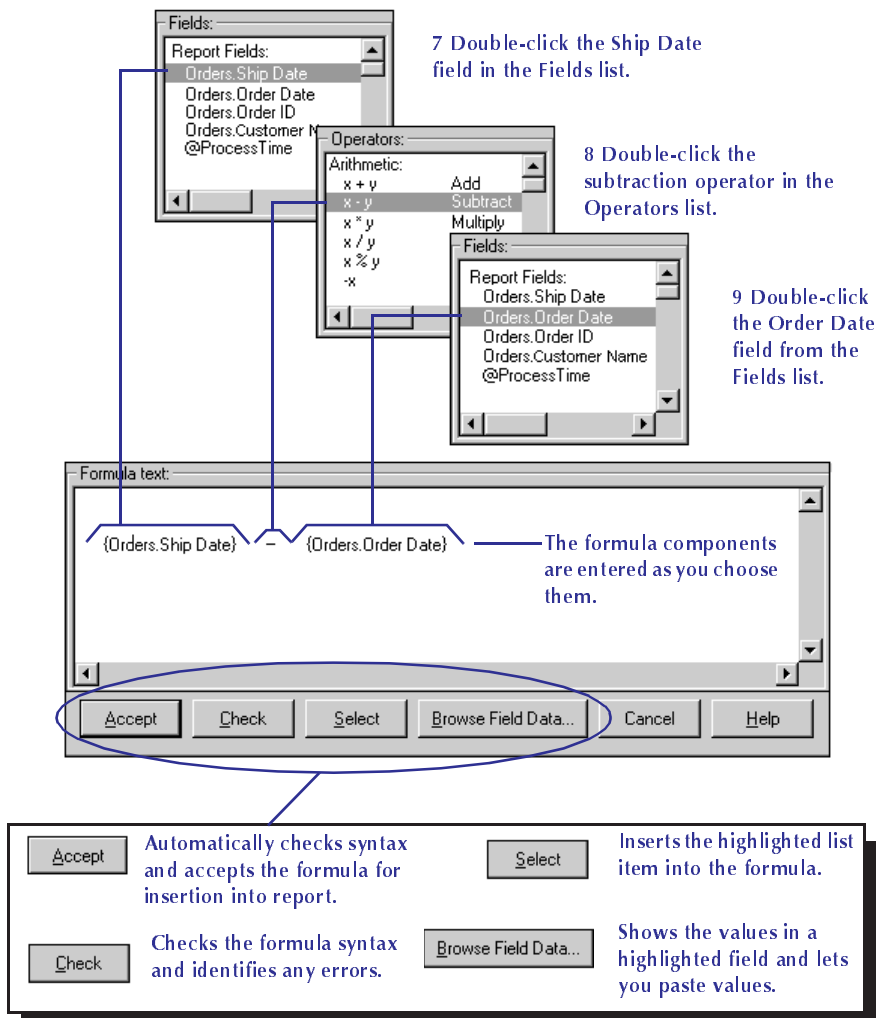 Fields:
Report Fields:
Orders.Ship Date
Orders.Order Date
Orders.Order ID
Orders.Customer N
@ProcessTime
7 Double-click the Ship Date
field in the Fields list.
Operators:
Arithmetic:
x + y Add
x - y Subtract
x * y Multiply
x / y
x % y
-x
8 Double-click the
subtraction operator in the
Operators list.
Fields:
Report Fields:
Orders.Ship Date
Orders.Order Date
Orders.Order ID
Orders.Customer Name
@ProcessTime
9 Double-click
the Order Date
field from the
Fields list.
Formula text:
{Orders.Ship Date} – {Orders.Order Date}
The formula components
are entered as you choose
them.
Accept Check Select Browse Field Data... Cancel Help
Accept
Automatically checks syntax
and accepts the formula for
insertion into report.
Select
Inserts the highlighted list
item into the formula.
Check
Checks the formula syntax
and identifies any errors.
Browse Field Data...
Shows the values in a
highlighted field and lets
you paste values.